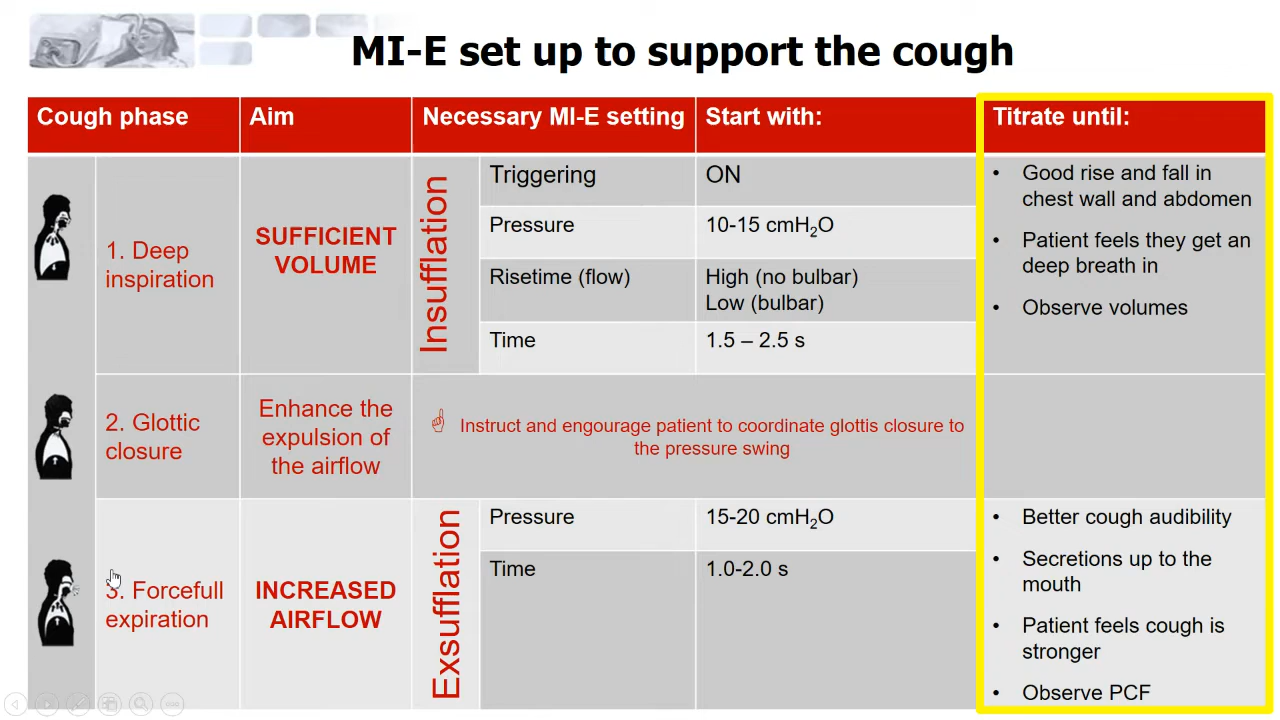 MI-E set up to support the cough
Cough phase
Aim
Necessary MI-E setting
Start with:
Titrate until:
1. Deep
inspiration
SUFFICIENT
VOLUME
Insufflation
Triggering
ON
Pressure
10-15 cmH₂O
Risetime (flow)
High (no bulbar)
Low (bulbar)
Time
1.5 – 2.5 s
• Good rise and fall in
chest wall and abdomen
• Patient feels they get an
deep breath in
• Observe volumes
2. Glottic
closure
Enhance the
expulsion of
the airflow
☝ Instruct and engourage patient to coordinate glottis closure to
the pressure swing
3. Forcefull
expiration
INCREASED
AIRFLOW
Exsufflation
Pressure
15-20 cmH₂O
Time
1.0-2.0 s
• Better cough audibility
• Secretions up to the
mouth
• Patient feels cough is
stronger
• Observe PCF